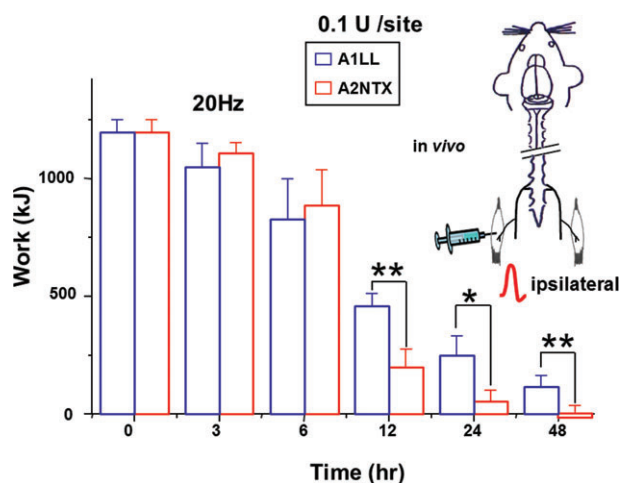 0.1 U /site
A1LL
A2NTX
20Hz
in vivo
Work (kJ)
1000
500
0
**
*
**
ipsilateral
0 3 6 12 24 48
Time (hr)